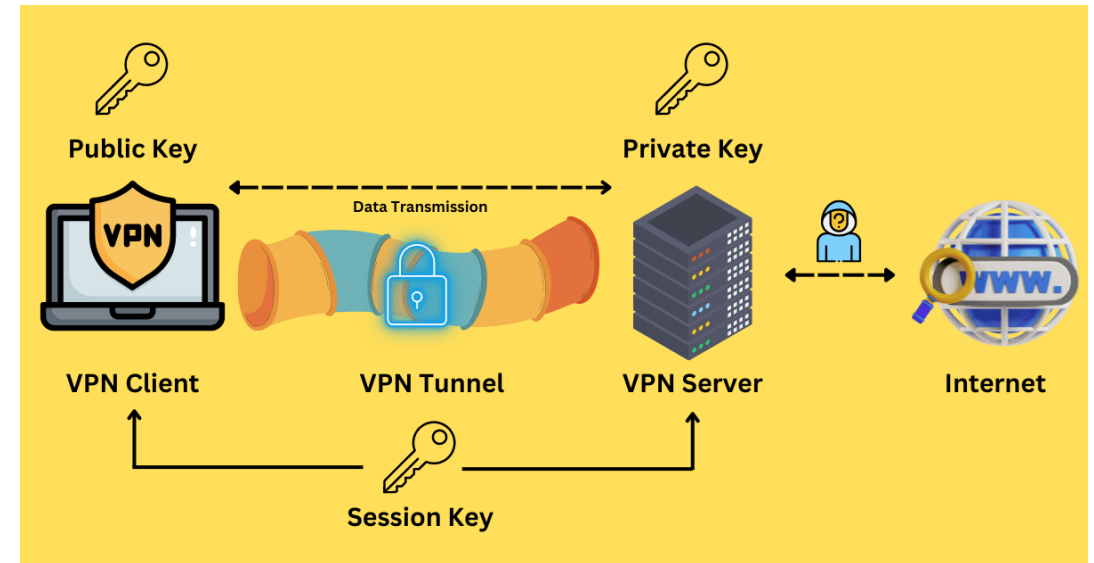 Public Key
Private Key
VPN
Data Transmission
?
www.
VPN Client
VPN Tunnel
VPN Server
Internet
Session Key